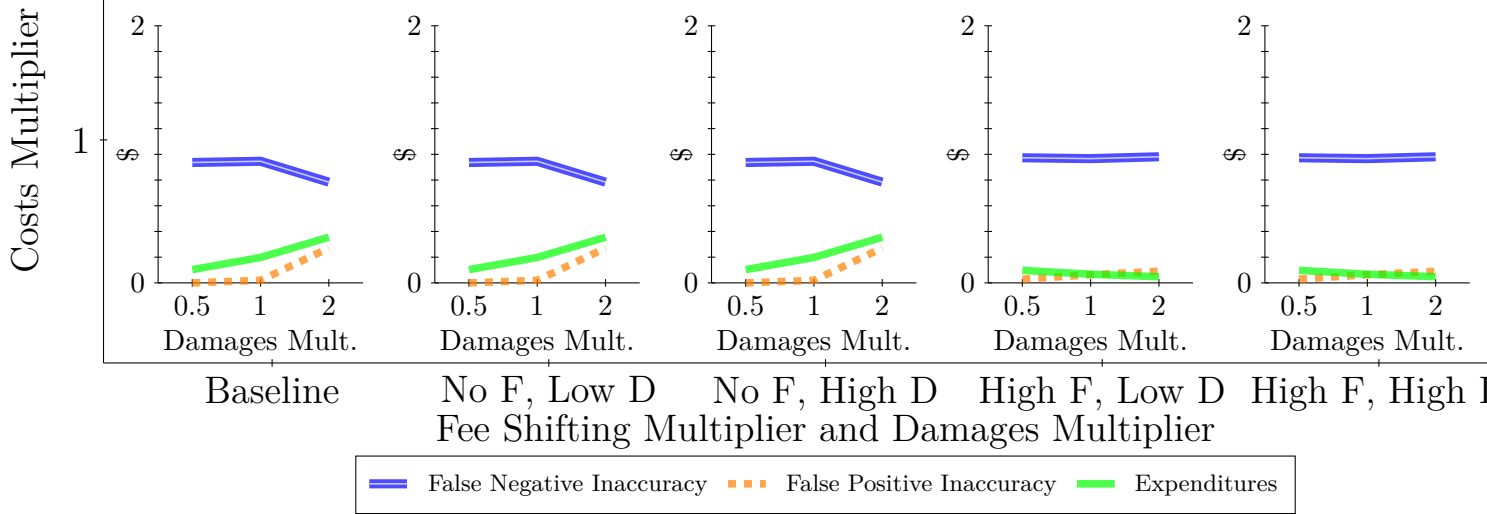 Costs Multiplier
1
2 2 2 2 2
$ $ $ $ $
0 0 0 0 0
0.5 1 2 0.5 1 2 0.5 1 2 0.5 1 2 0.5 1 2
Damages Mult. Damages Mult. Damages Mult. Damages Mult. Damages Mult.
Baseline No F, Low D No F, High D High F, Low D High F, High
Fee Shifting Multiplier and Damages Multiplier
False Negative Inaccuracy False Positive Inaccuracy Expenditures